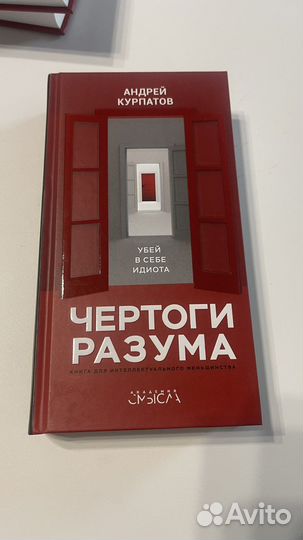 АНДРЕЙ
КУРПАТОВ
УБЕЙ
В СЕБЕ
ИДИОТА
ЧЕРТОГИ
РАЗУМА
КНИГА ДЛЯ ИНТЕЛЛЕКТУАЛЬНОГО МЕНЬШИНСТВА
АКАДЕМИЯ
СМЫСЛА
Avito